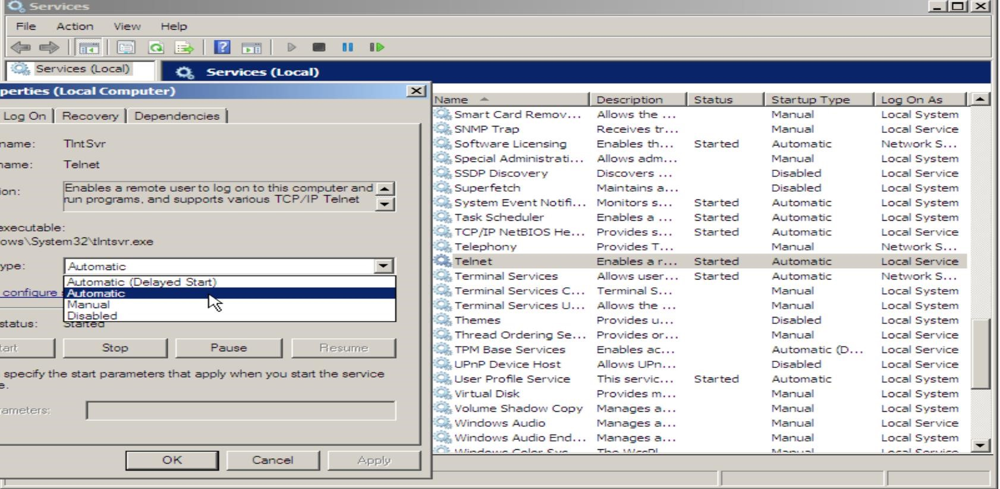 Services
File Action View Help
Services (Local)
Services (Local)
perties (Local Computer)
Log On Recovery Dependencies
name: TlntSvr
name: Telnet
ion: Enables a remote user to log on to this computer and
run programs, and supports various TCP/IP Telnet
executable:
ows\System32\tlntsvr.exe
ype: Automatic
Automatic (Delayed Start)
configure
Automatic
Manual
Disabled
status: Started
tart Stop Pause Resume
specify the start parameters that apply when you start the service
e.
rameters:
OK Cancel Apply
Name Description Status Startup Type Log On As
Smart Card Remov... Allows the ... Manual Local System
SNMP Trap Receives tr... Manual Local Service
Software Licensing Enables th... Started Automatic Network S...
Special Administrati... Allows adm... Manual Local System
SSDP Discovery Discovers ... Disabled Local Service
Superfetch Maintains a... Disabled Local System
System Event Notifi... Monitors s... Started Automatic Local System
Task Scheduler Enables a ... Started Automatic Local System
TCP/IP NetBIOS He... Provides s... Started Automatic Local Service
Telephony Provides T... Manual Network S...
Telnet Enables a r... Started Automatic Local Service
Terminal Services Allows user... Started Automatic Network S...
Terminal Services C... Terminal S... Manual Local System
Terminal Services U... Allows the ... Manual Local System
Themes Provides u... Disabled Local System
Thread Ordering Se... Provides or... Manual Local Service
TPM Base Services Enables ac... Automatic (D... Local Service
UPnP Device Host Allows UPn... Disabled Local Service
User Profile Service This servic... Started Automatic Local System
Virtual Disk Provides m... Manual Local System
Volume Shadow Copy Manages a... Manual Local System
Windows Audio Manages a... Manual Local Service
Windows Audio End... Manages a... Manual Local System
Windows Color Sys... The WcsPl... Manual Local Service